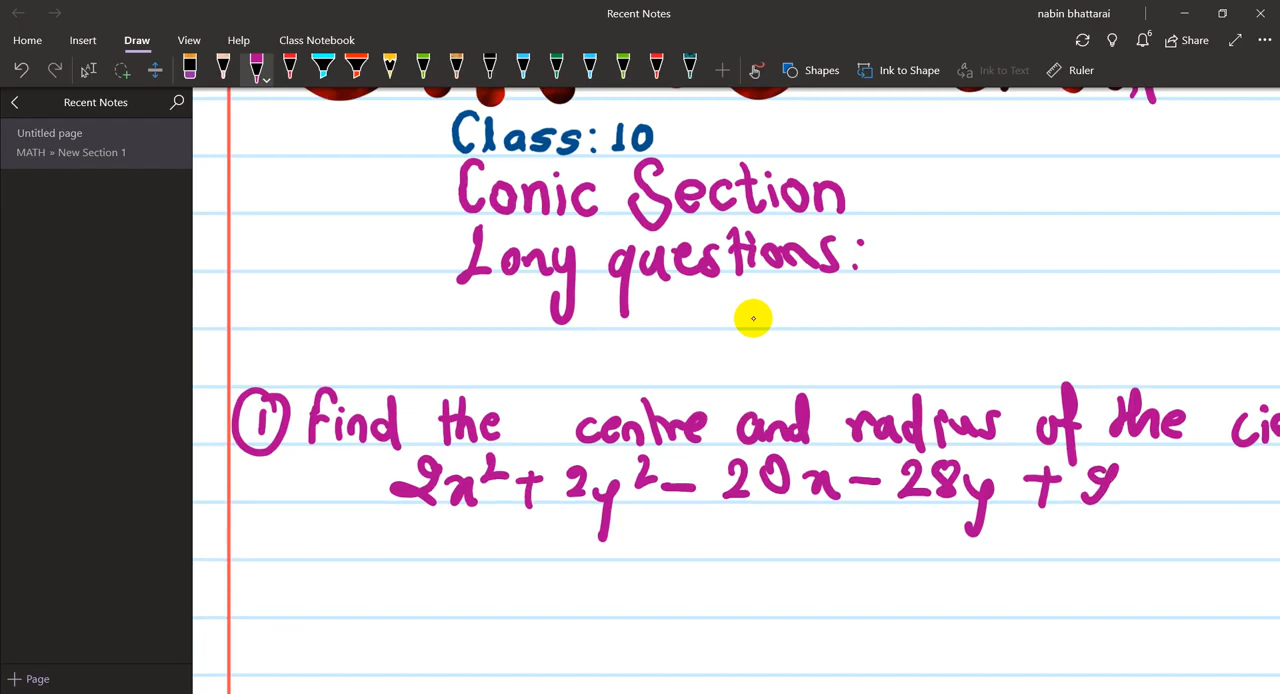 Recent Notes
nabin bhattarai
Home Insert Draw View Help Class Notebook
6
Share
Shapes Ink to Shape Ink to Text Ruler
Recent Notes
Untitled page
MATH » New Section 1
Class: 10
Conic Section
Long questions:
① Find the centre and radius of the
2x² + 2y² - 20x - 28y + 9
Page